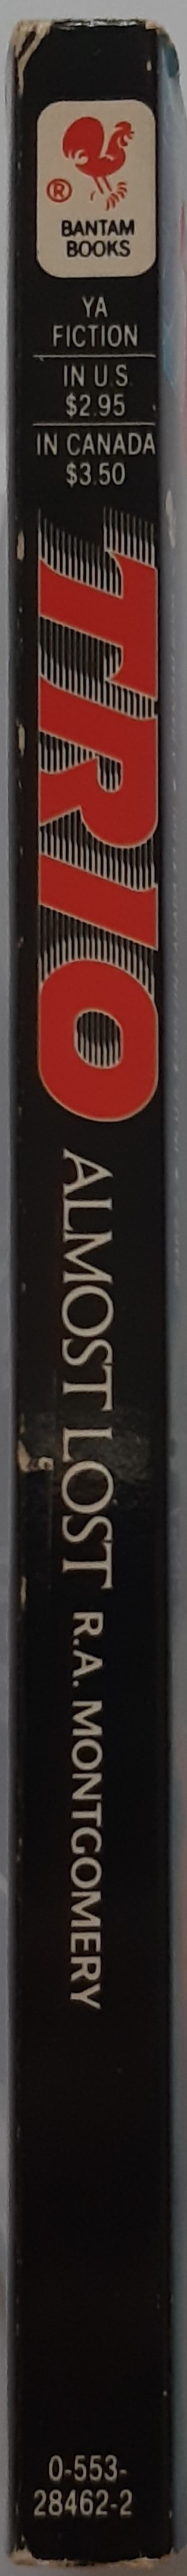 ®
BANTAM
BOOKS
YA
FICTION
IN U.S.
$2.95
IN CANADA
$3.50
TRIO
ALMOST LOST R.A. MONTGOMERY
0-553-
28462-2